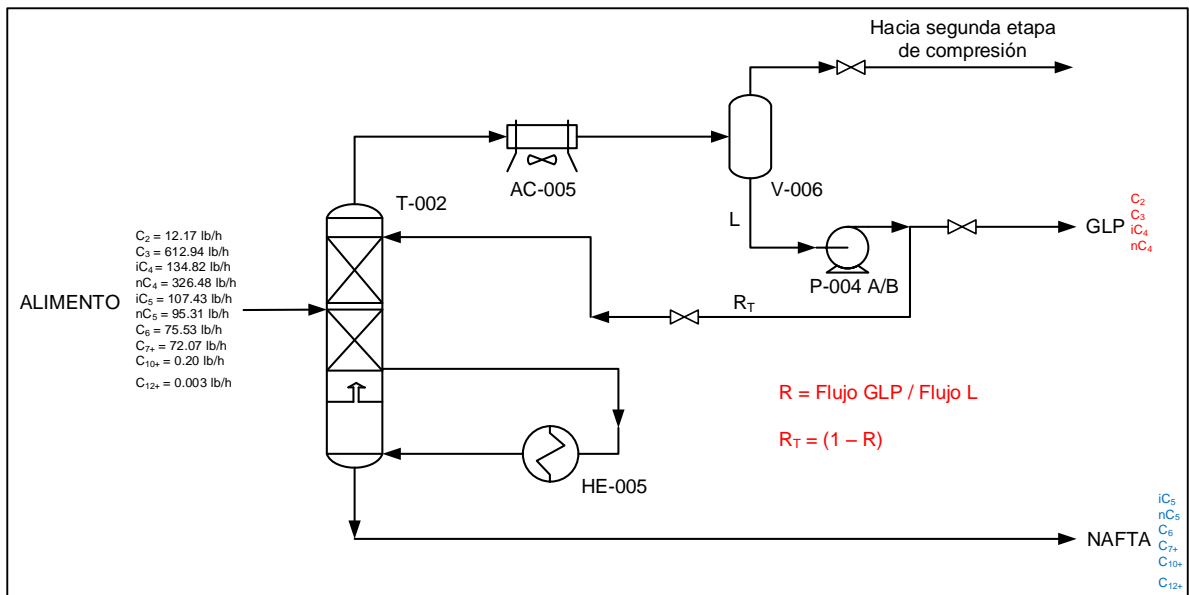 Hacia segunda etapa
de compresión
AC-005
V-006
T-002
L
C₂
C₃
iC₄
nC₄
GLP
P-004 A/B
R_T
ALIMENTO
C₂ = 12.17 lb/h
C₃ = 612.94 lb/h
iC₄ = 134.82 lb/h
nC₄ = 326.48 lb/h
iC₅ = 107.43 lb/h
nC₅ = 95.31 lb/h
C₆ = 75.53 lb/h
C₇₊ = 72.07 lb/h
C₁₀₊ = 0.20 lb/h
C₁₂₊ = 0.003 lb/h
R = Flujo GLP / Flujo L
R_T = (1 – R)
HE-005
NAFTA
iC₅
nC₅
C₆
C₇₊
C₁₀₊
C₁₂₊